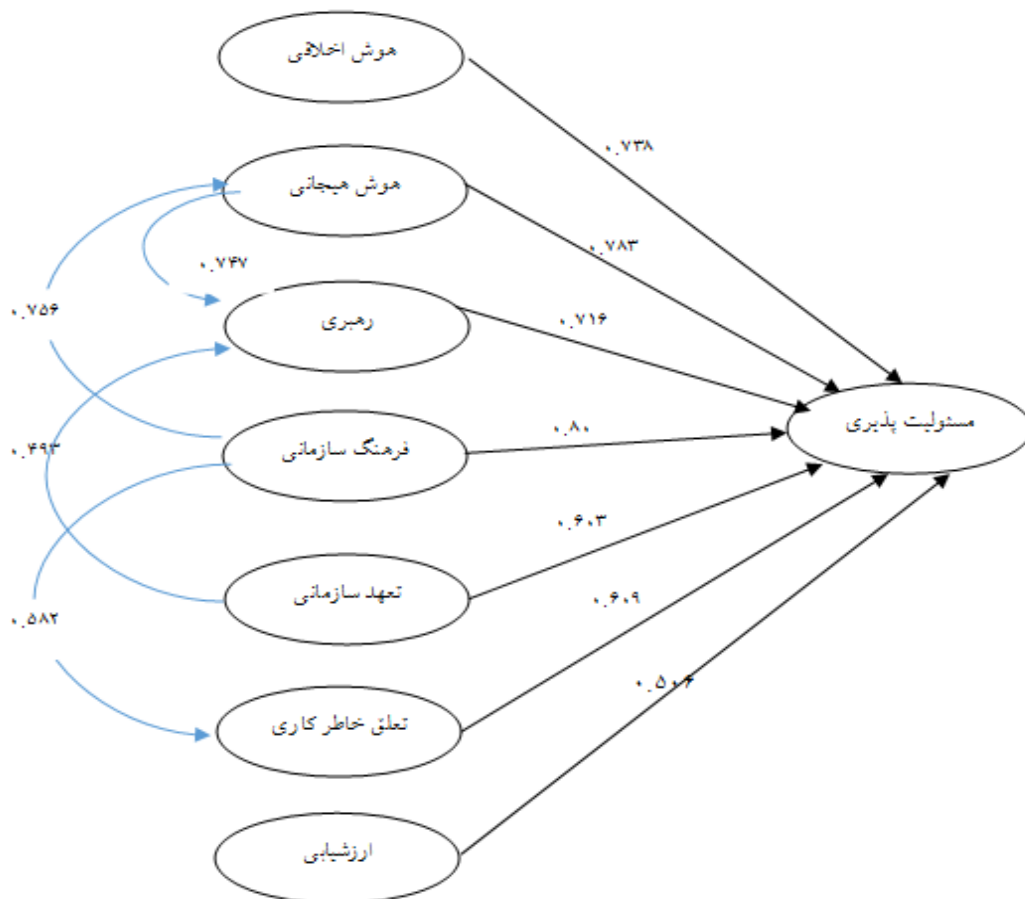 هوش اخلاقی
۰.۷۳۸
هوش هیجانی
۰.۷۸۳
۰.۷۴۷
۰.۷۵۶
رهبری
۰.۷۱۶
مسئولیت پذیری
فرهنگ سازمانی
۰.۸۰
۰.۴۹۳
۰.۶۰۳
تعهد سازمانی
۰.۶۰۹
۰.۵۸۲
۰.۵۰۶
تعلق خاطر کاری
ارزشیابی